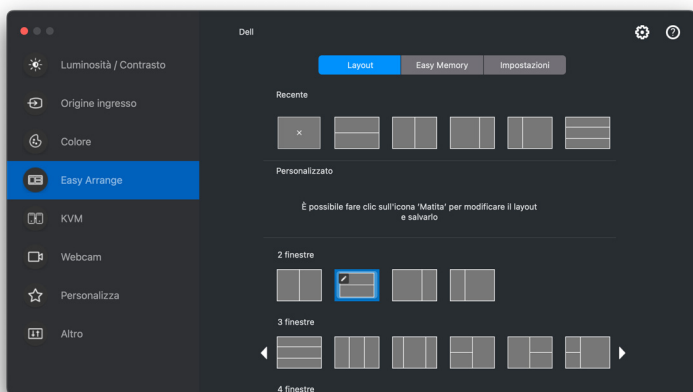 Dell
Luminosità / Contrasto
Origine ingresso
Colore
Easy Arrange
KVM
Webcam
Personalizza
Altro
Layout
Easy Memory
Impostazioni
Recente
Personalizzato
È possibile fare clic sull'icona 'Matita' per modificare il layout
e salvarlo
2 finestre
3 finestre
4 finestre